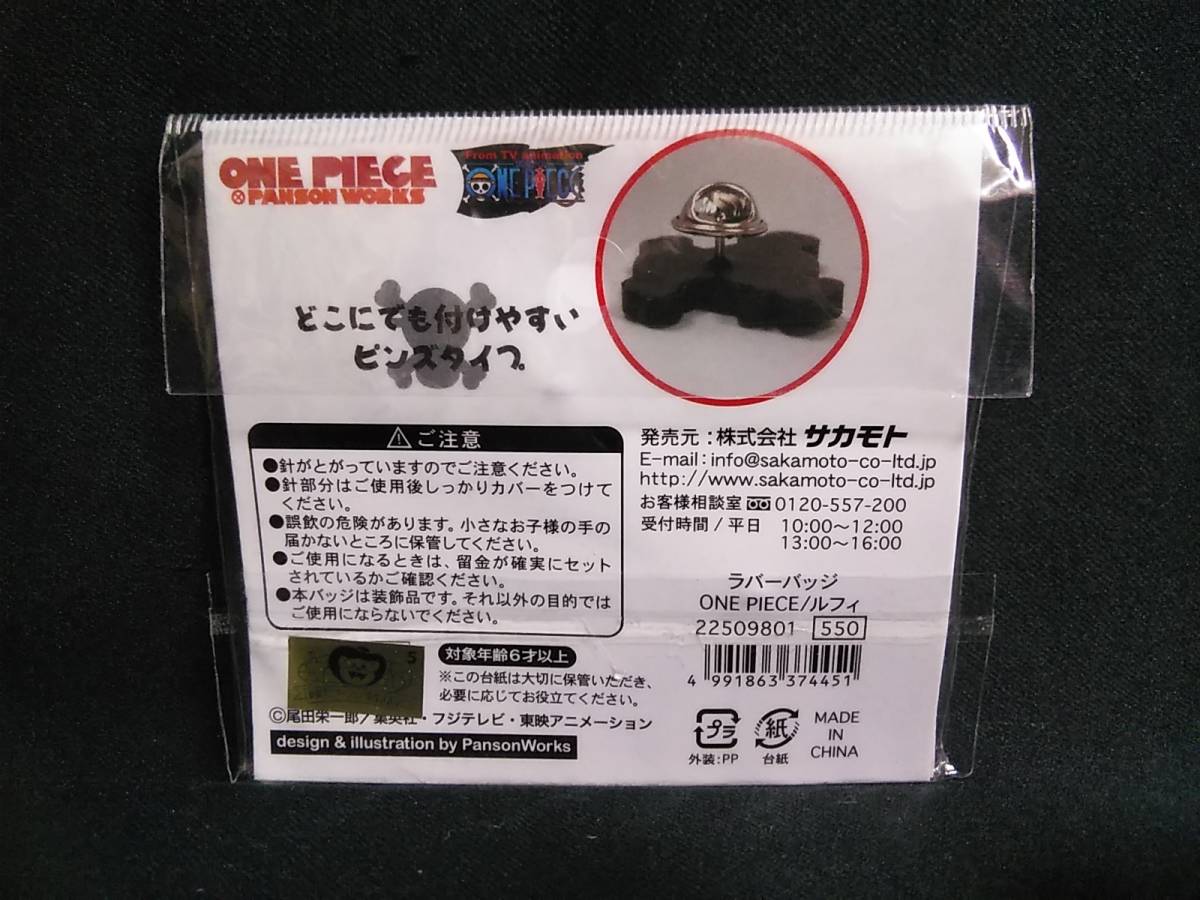 ONE PIECE
PANSON WORKS
From TV animation
ONE PIECE
どこにでも付けやすい
ピンズタイプ。
⚠ご注意
●針がとがっていますのでご注意ください。
●針部分はご使用後しっかりカバーをつけて
ください。
●誤飲の危険があります。小さなお子様の手の
届かないところに保管してください。
●ご使用になるときは、留金が確実にセット
されているかご確認ください。
●本バッジは装飾品です。それ以外の目的では
ご使用にならないでください。
発売元：株式会社 サカモト
E-mail：info@sakamoto-co-ltd.jp
http://www.sakamoto-co-ltd.jp
お客様相談室 0120-557-200
受付時間 / 平日 10:00〜12:00
13:00〜16:00
ラバーバッジ
ONE PIECE/ルフィ
22509801 550
4 991863 374451
対象年齢6才以上
※この台紙は大切に保管いただき、
必要に応じてお役立てください。
©尾田栄一郎/集英社・フジテレビ・東映アニメーション
design & illustration by PansonWorks
プラ
外装:PP
紙
台紙
MADE
IN
CHINA